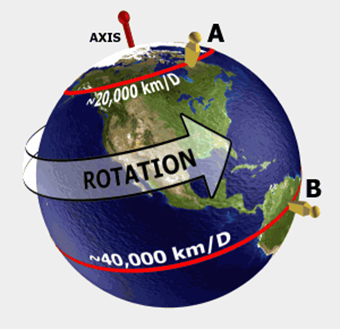 AXIS
A
~20,000 km/D
ROTATION
B
~40,000 km/D